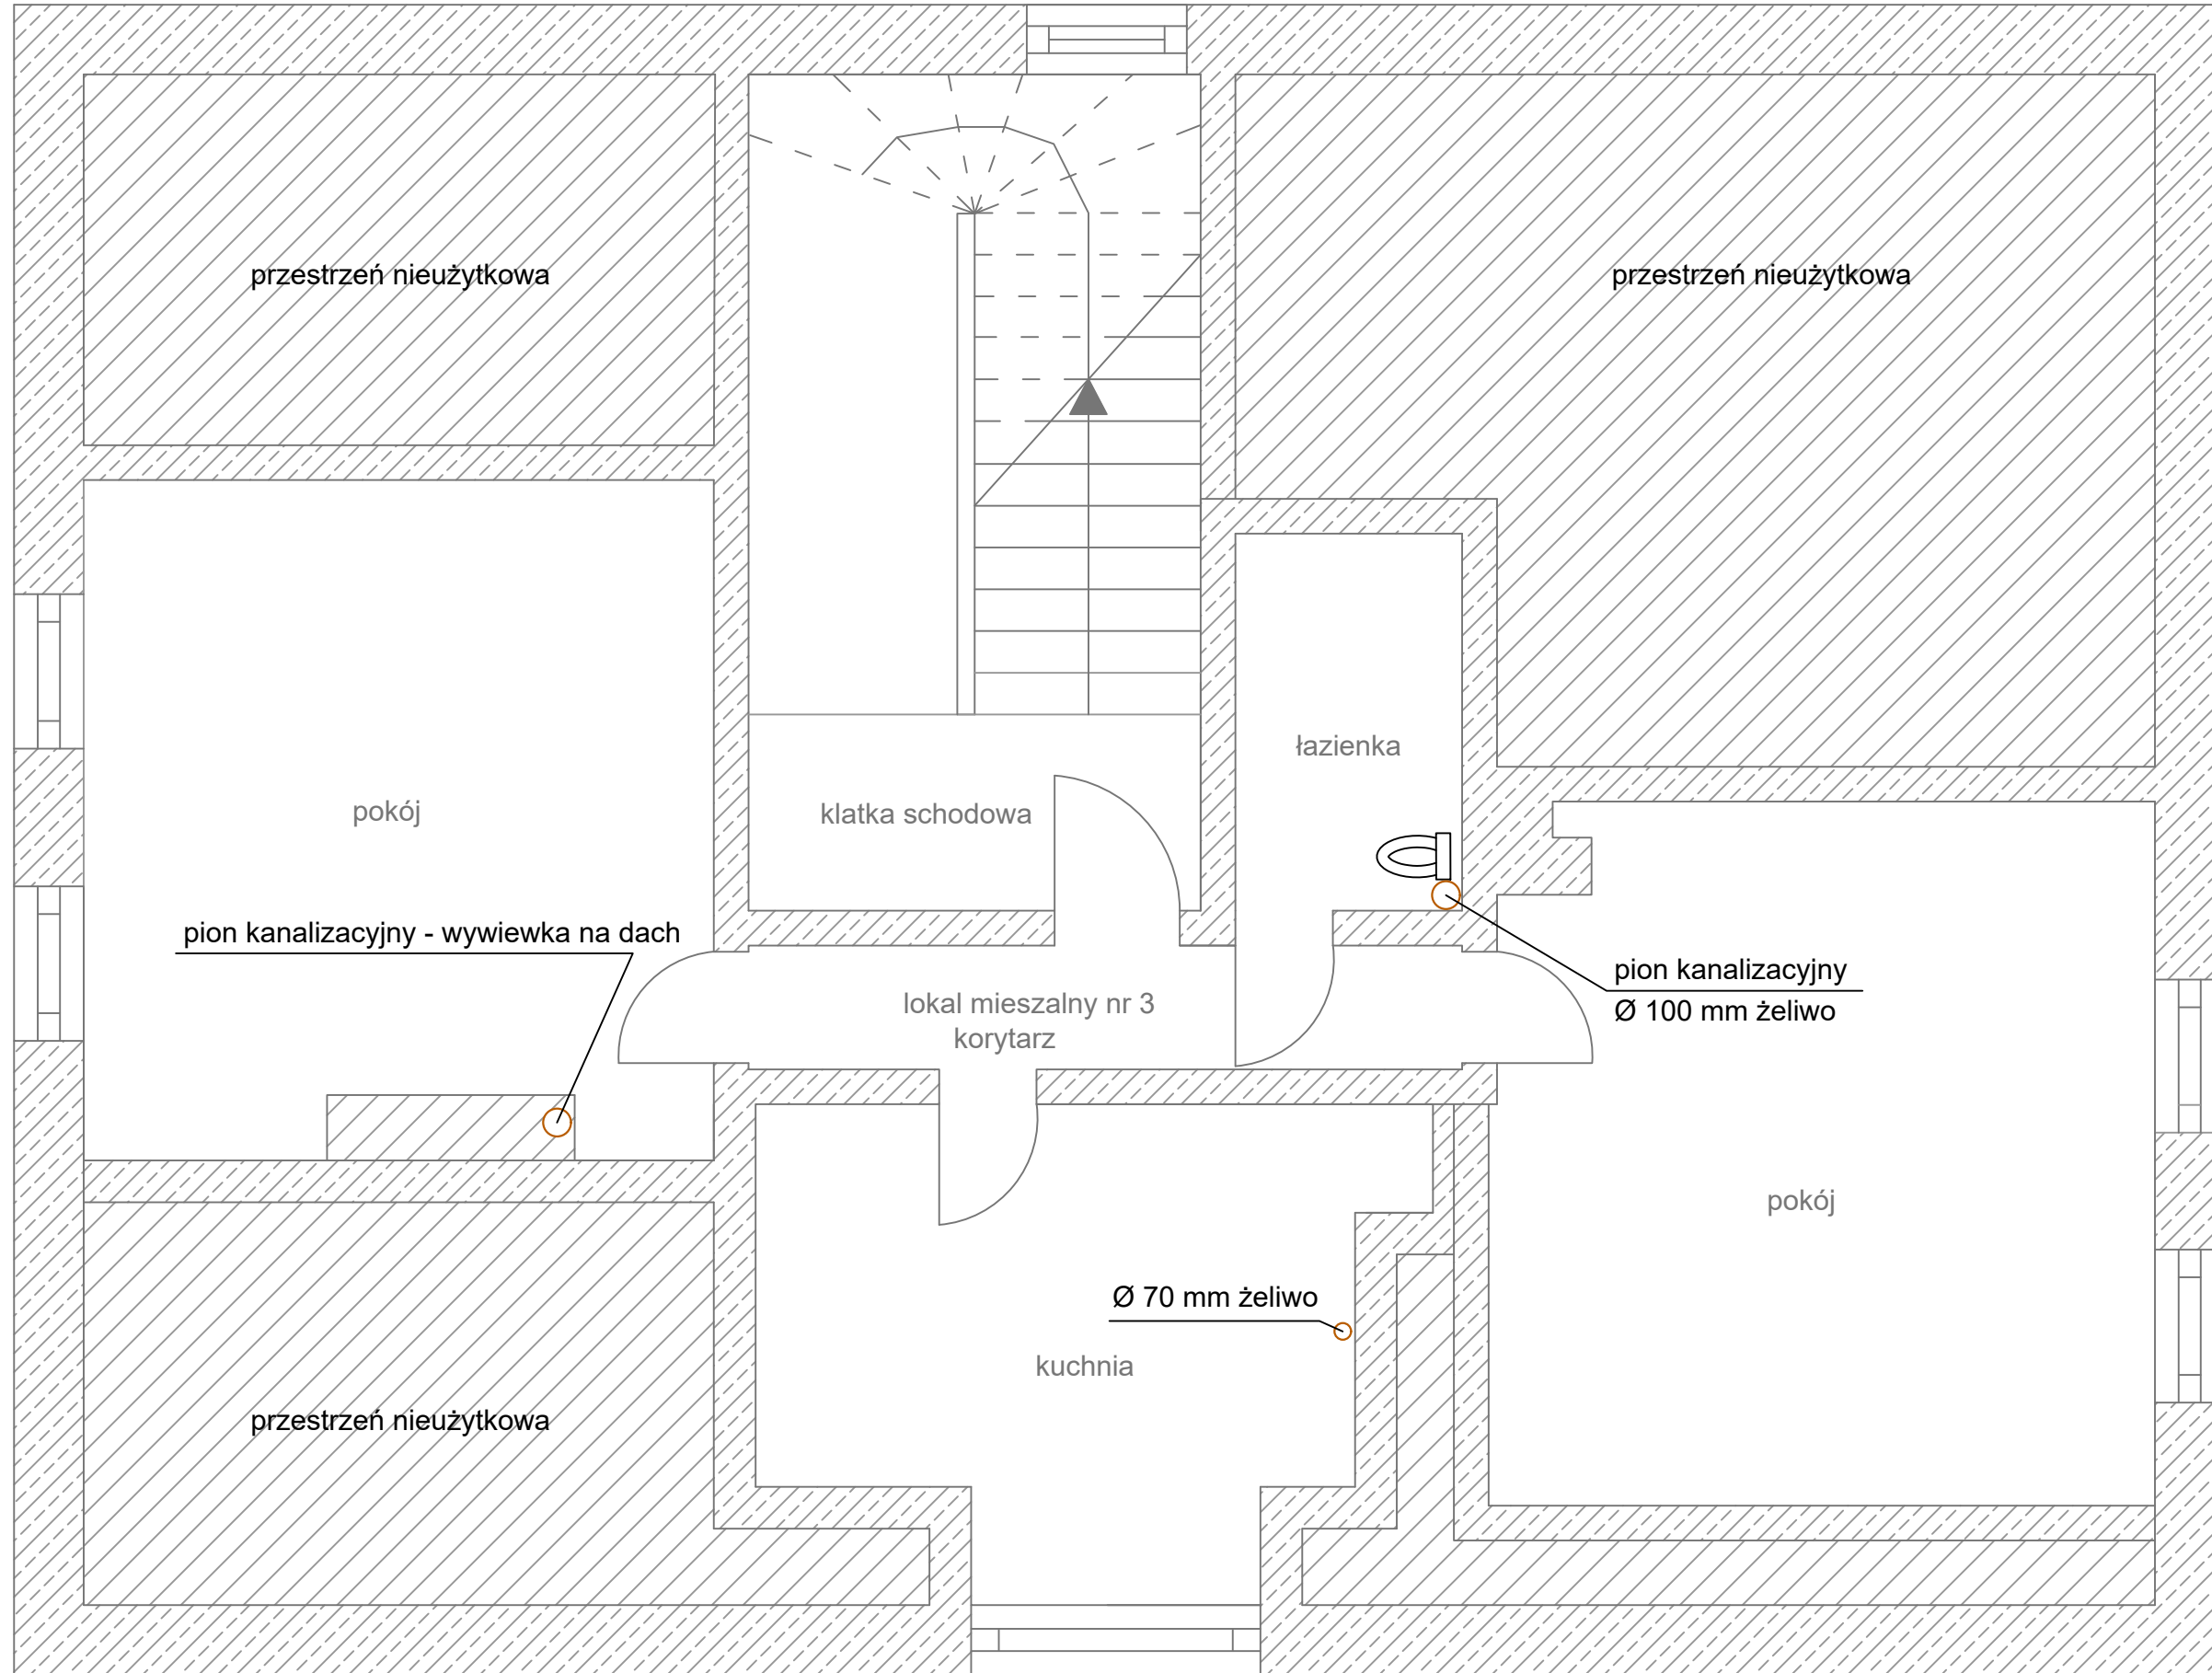 przestrzeń nieużytkowa
przestrzeń nieużytkowa
łazienka
pokój
klatka schodowa
pion kanalizacyjny - wywiewka na dach
pion kanalizacyjny
Ø 100 mm żeliwo
lokal mieszalny nr 3
korytarz
pokój
Ø 70 mm żeliwo
kuchnia
przestrzeń nieużytkowa